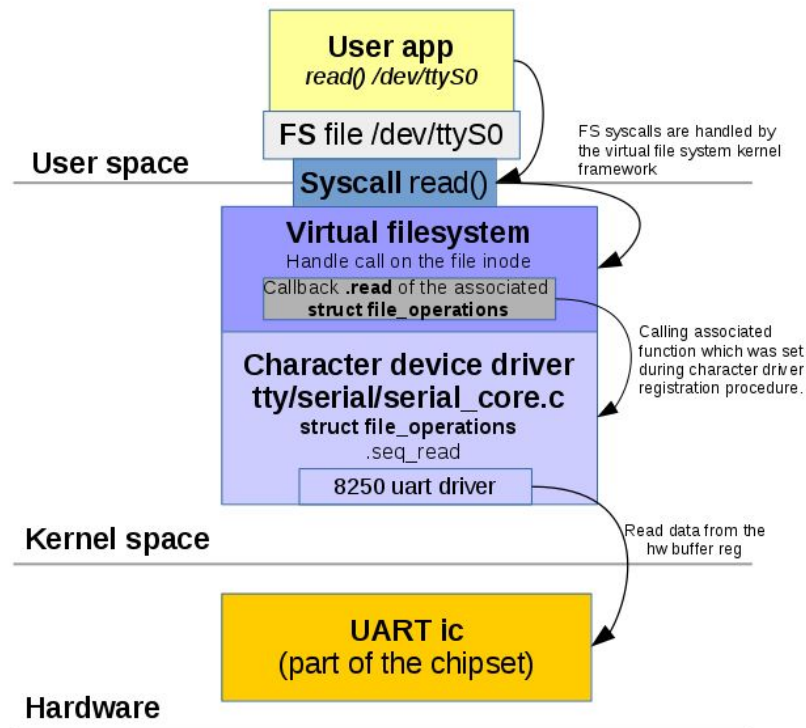 User app
read() /dev/ttyS0
FS file /dev/ttyS0
User space
Syscall read()
FS syscalls are handled by
the virtual file system kernel
framework
Virtual filesystem
Handle call on the file inode
Callback .read of the associated
struct file_operations
Calling associated
function which was set
during character driver
registration procedure.
Character device driver
tty/serial/serial_core.c
struct file_operations
.seq_read
8250 uart driver
Kernel space
Read data from the
hw buffer reg
UART ic
(part of the chipset)
Hardware